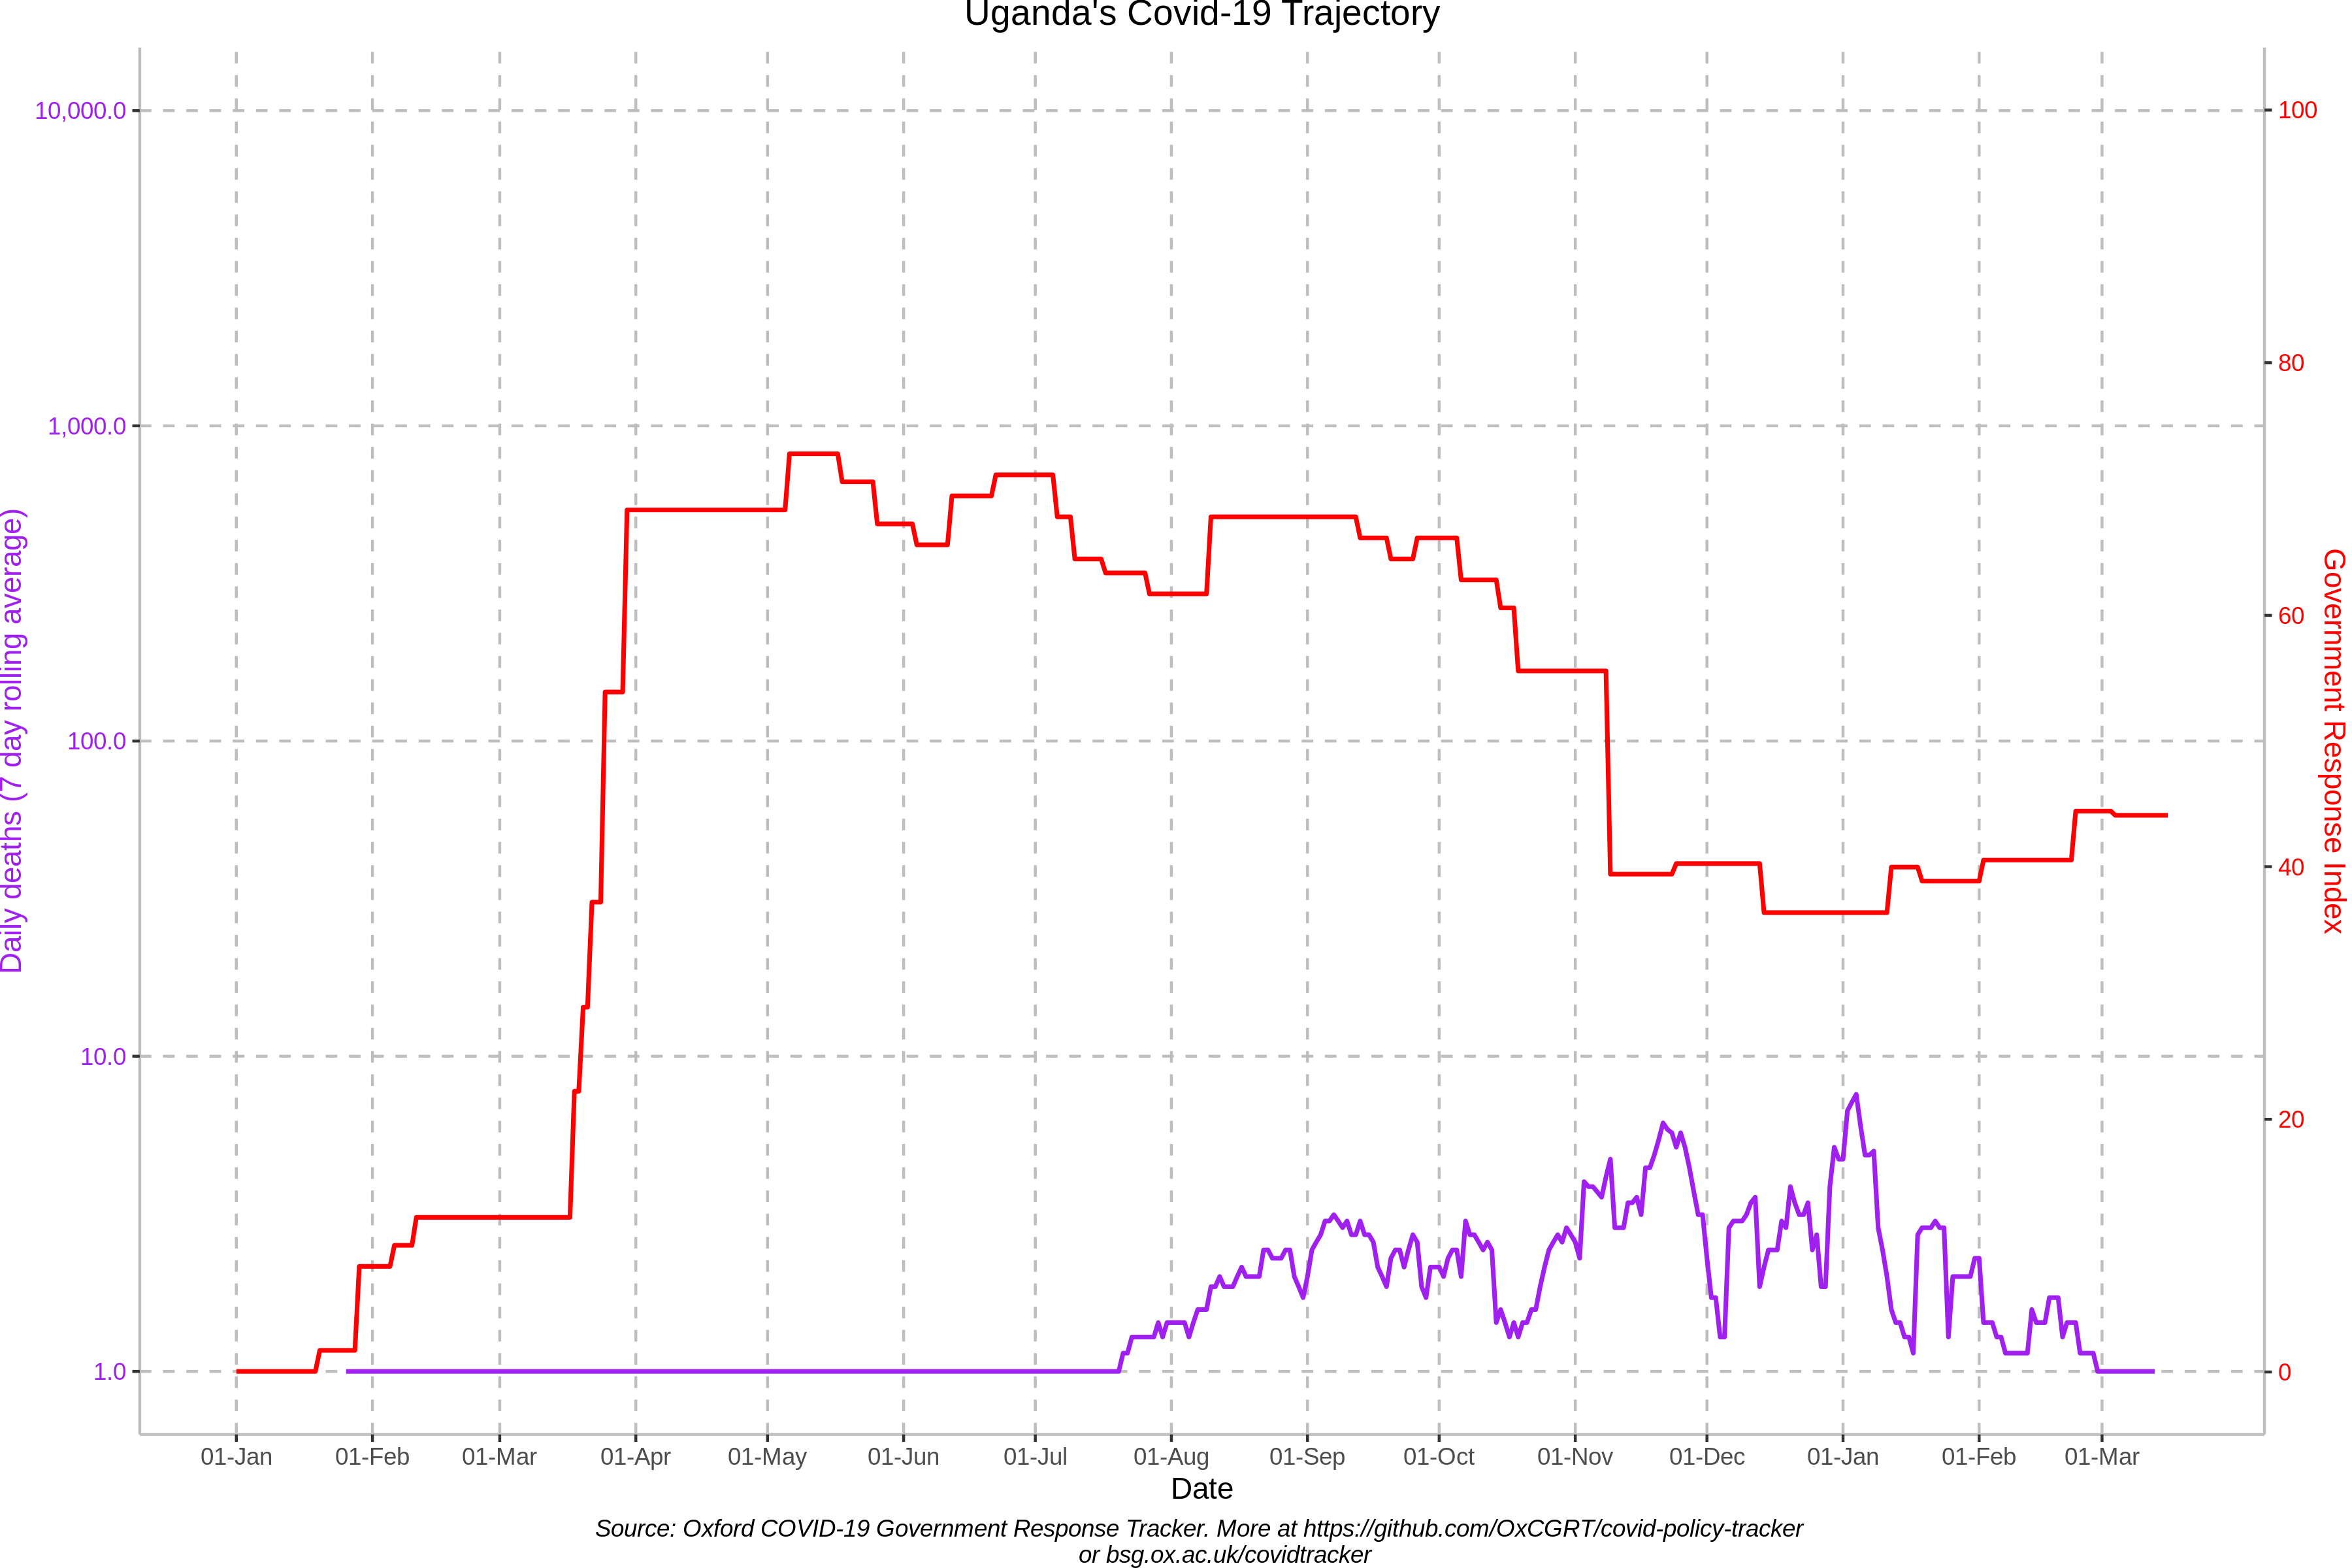 Uganda's Covid-19 Trajectory
10,000.0
1,000.0
100.0
10.0
1.0
Daily deaths (7 day rolling average)
100
80
60
40
20
0
Government Response Index
01-Jan 01-Feb 01-Mar 01-Apr 01-May 01-Jun 01-Jul 01-Aug 01-Sep 01-Oct 01-Nov 01-Dec 01-Jan 01-Feb 01-Mar
Date
Source: Oxford COVID-19 Government Response Tracker. More at https://github.com/OxCGRT/covid-policy-tracker
or bsg.ox.ac.uk/covidtracker